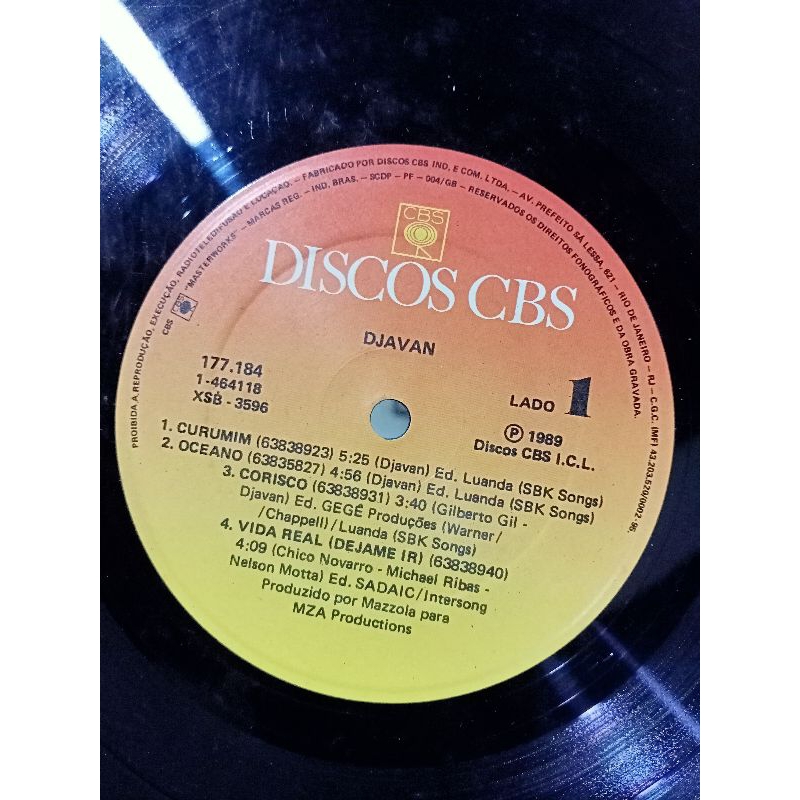 PROIBIDA A REPRODUÇÃO, EXECUÇÃO, RADIOTELEDIFUSÃO E LOCAÇÃO. – FABRICADO POR DISCOS CBS IND. E COM. LTDA. – AV. PREFEITO SÁ LESSA, 621 – RIO DE JANEIRO – RJ – C.G.C. (MF) 43.203.520/0002-96.
CBS "MASTERWORKS" – MARCAS REG. – IND. BRAS. – SCDP – PF – 004/GB – RESERVADOS OS DIREITOS FONOGRÁFICOS E DA OBRA GRAVADA.
CBS
DISCOS CBS
DJAVAN
177.184
1-464118
XSB - 3596
LADO 1
Ⓟ 1989
Discos CBS I.C.L.
1. CURUMIM (63838923) 5:25 (Djavan) Ed. Luanda (SBK Songs)
2. OCEANO (63835827) 4:56 (Djavan) Ed. Luanda (SBK Songs)
3. CORISCO (63838931) 3:40 (Gilberto Gil -
Djavan) Ed. GEGÊ Produções (Warner/
/Chappell)/Luanda (SBK Songs)
4. VIDA REAL (DEJAME IR) (63838940)
4:09 (Chico Novarro - Michael Ribas -
Nelson Motta) Ed. SADAIC/Intersong
Produzido por Mazzola para
MZA Productions